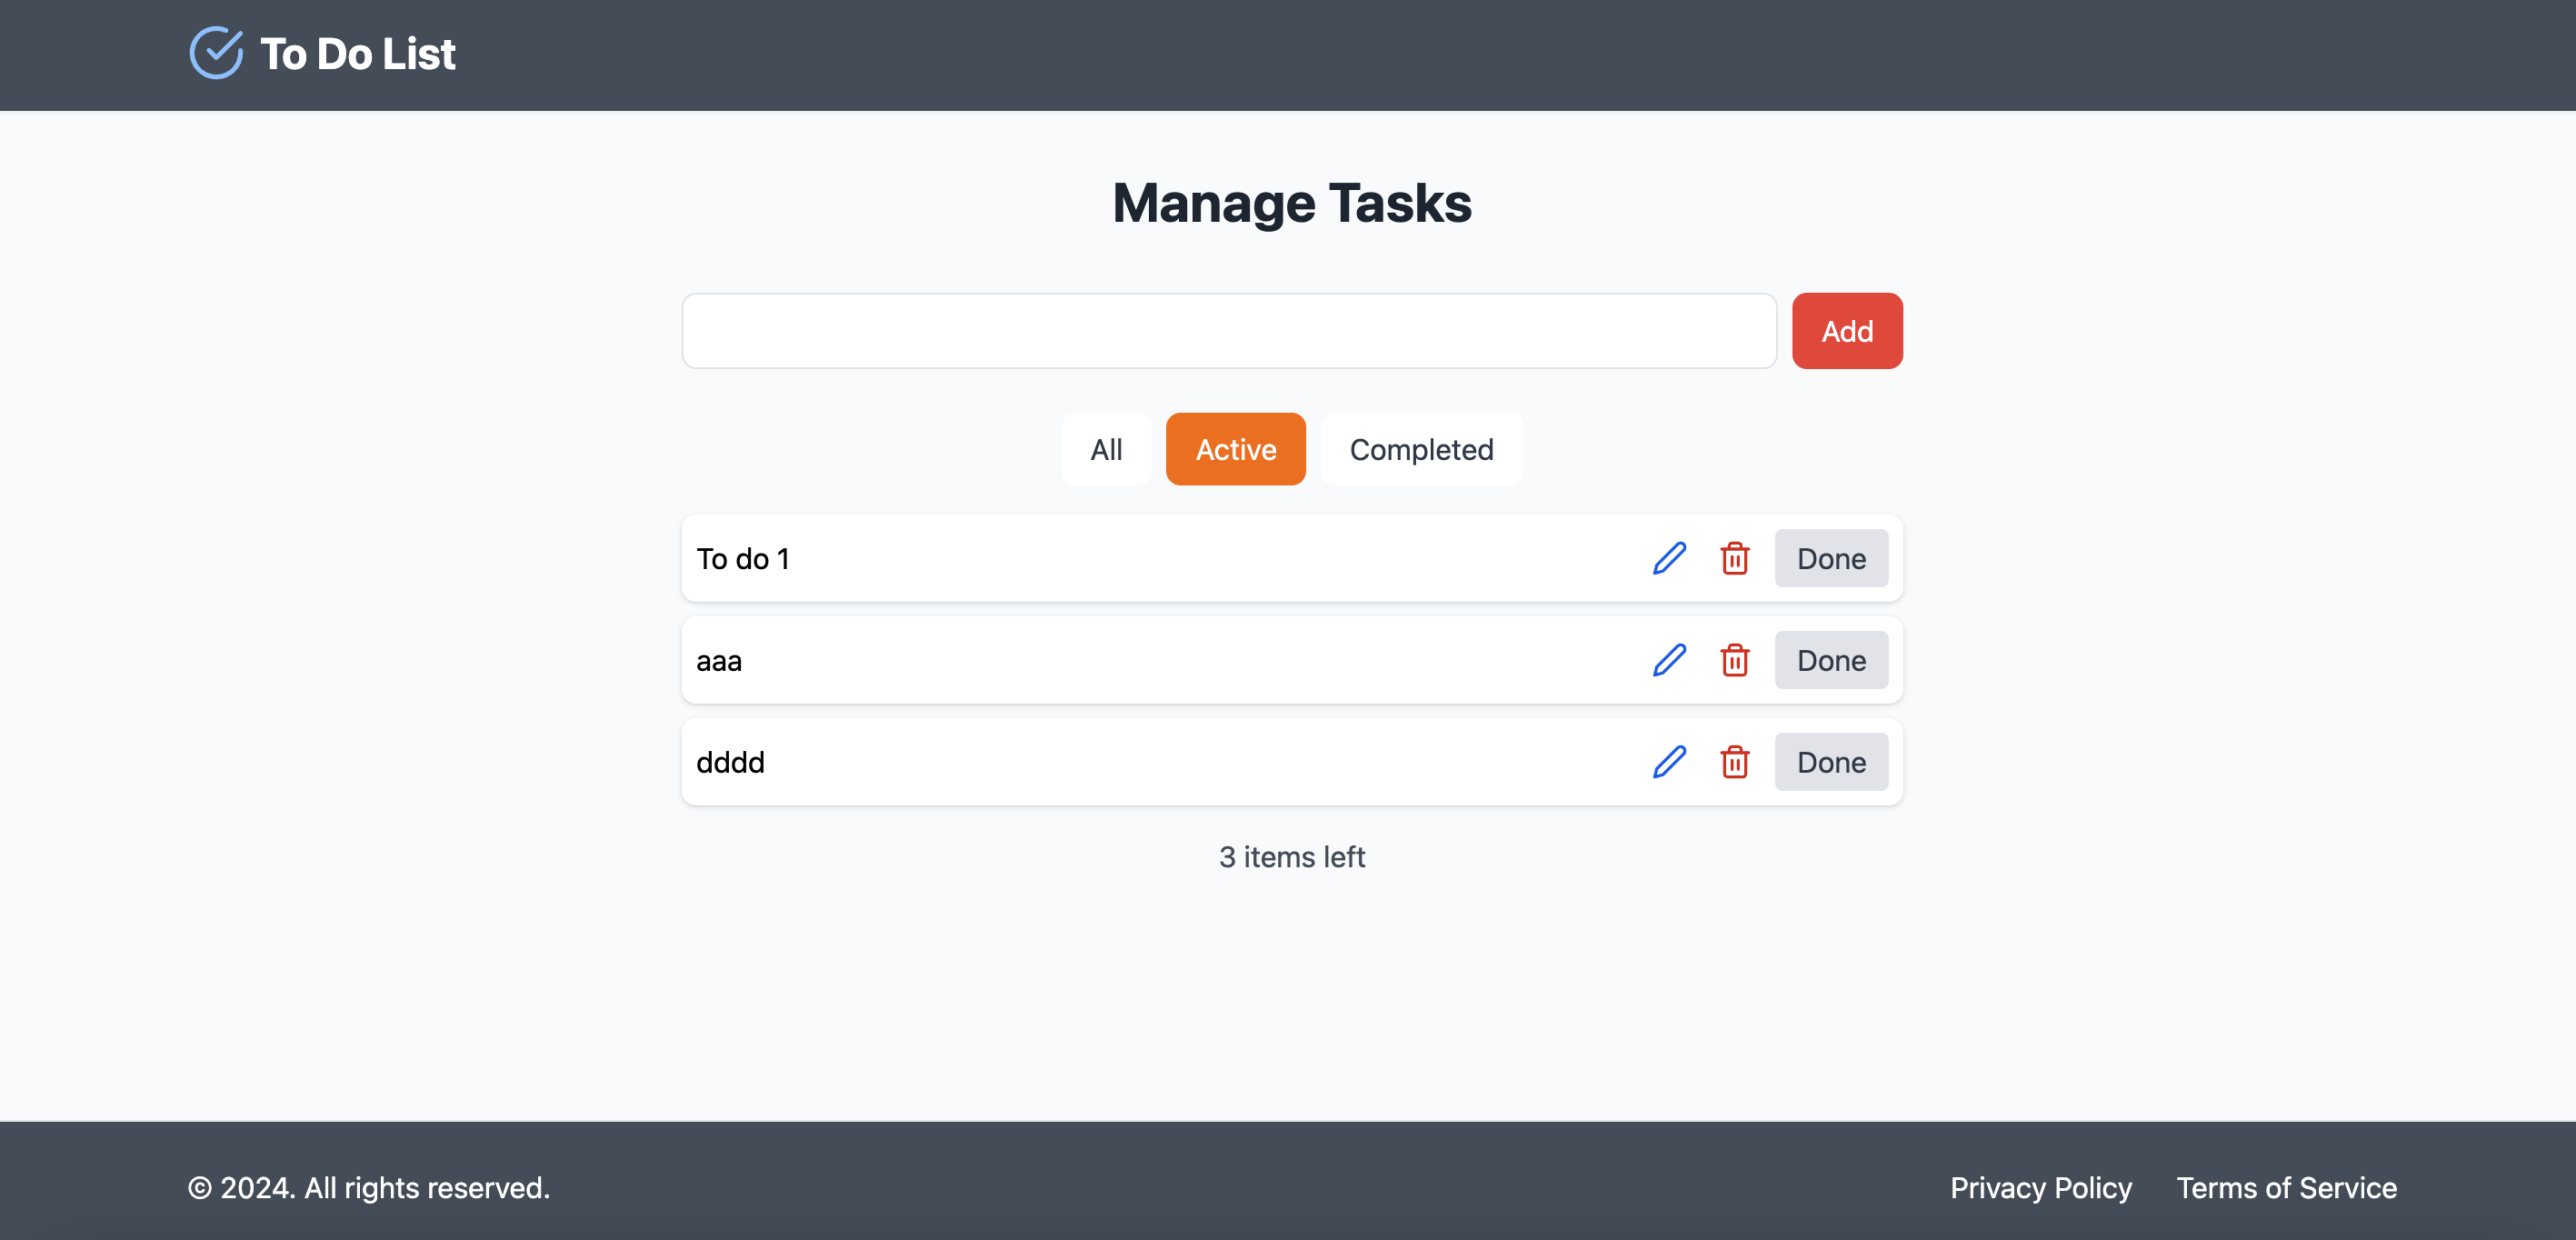 To Do List
Manage Tasks
Add
All Active Completed
To do 1 Done
aaa Done
dddd Done
3 items left
© 2024. All rights reserved. Privacy Policy Terms of Service